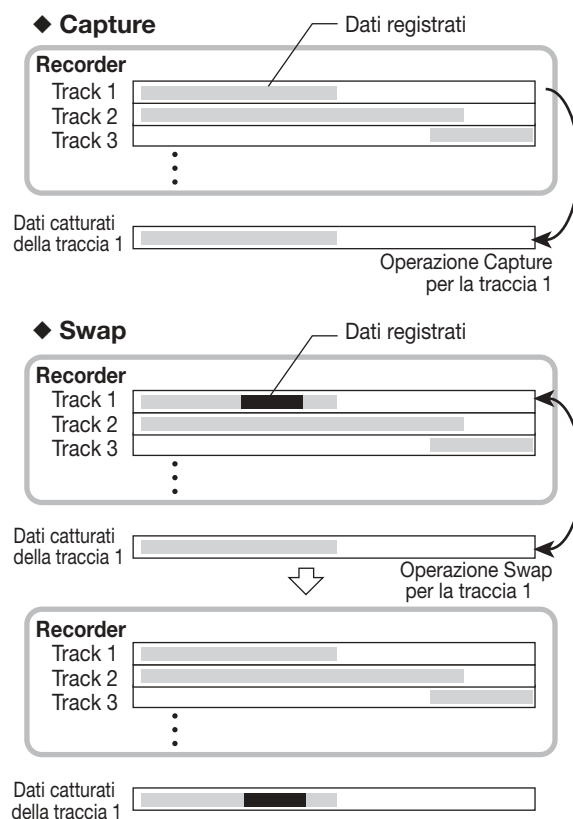 ◆ Capture
Dati registrati
Recorder
Track 1
Track 2
Track 3
Dati catturati
della traccia 1
Operazione Capture
per la traccia 1
◆ Swap
Dati registrati
Recorder
Track 1
Track 2
Track 3
Dati catturati
della traccia 1
Operazione Swap
per la traccia 1
Recorder
Track 1
Track 2
Track 3
Dati catturati
della traccia 1